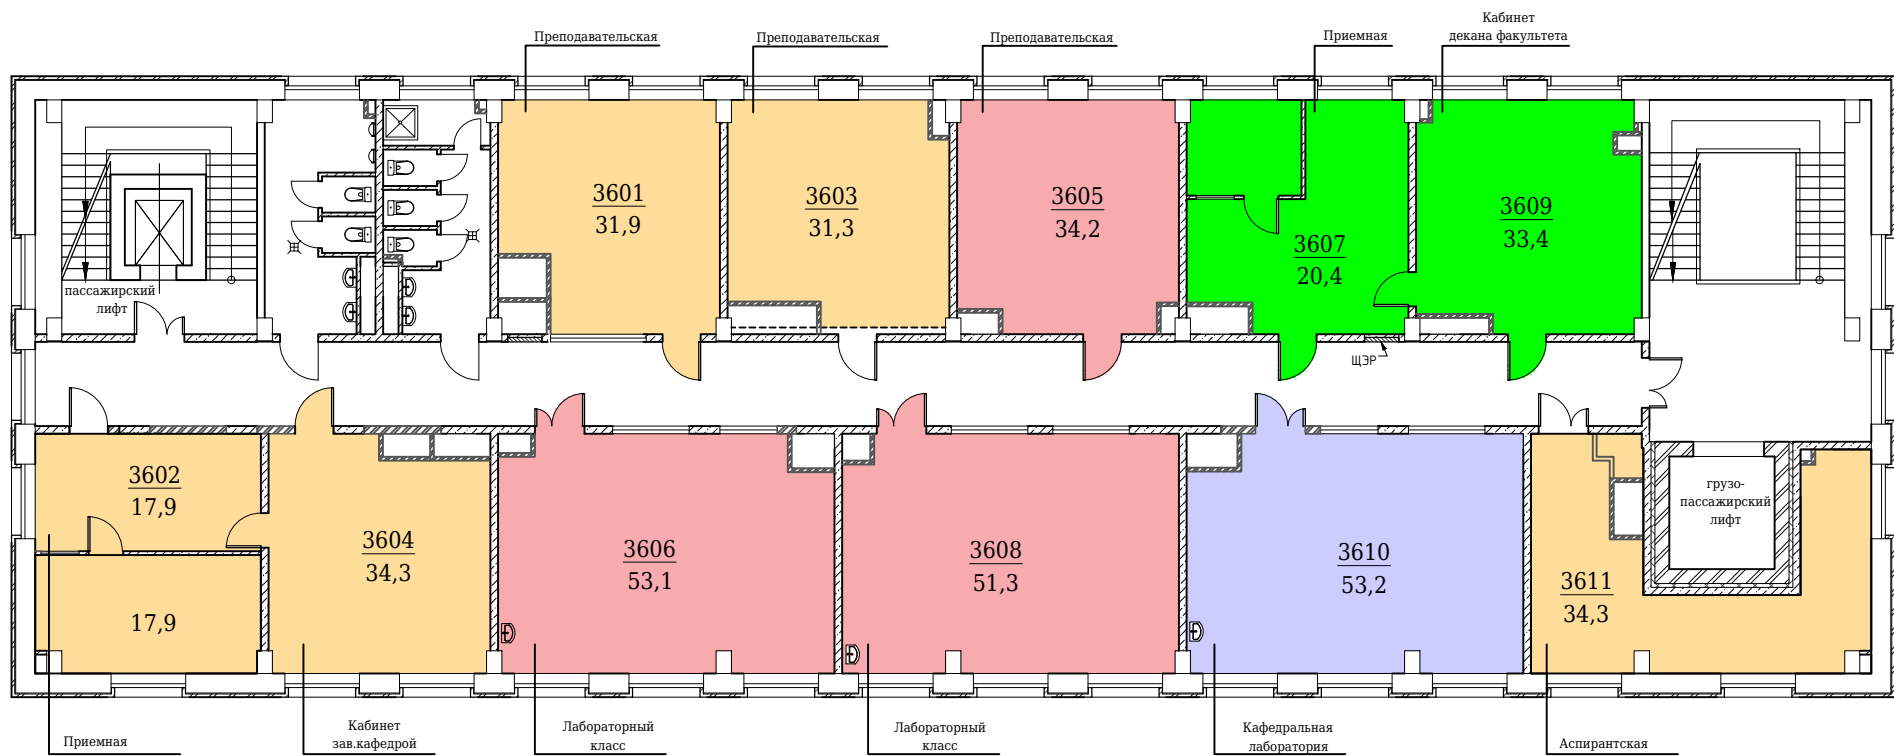 Кабинет
декана факультета
Преподавательская
Преподавательская
Преподавательская
Приемная
3601
31,9
3603
31,3
3605
34,2
3607
20,4
3609
33,4
пассажирский
лифт
ЩЭР
3602
17,9
17,9
3604
34,3
3606
53,1
3608
51,3
3610
53,2
3611
34,3
грузо-
пассажирский
лифт
Приемная
Кабинет
зав.кафедрой
Лабораторный
класс
Лабораторный
класс
Кафедральная
лаборатория
Аспирантская